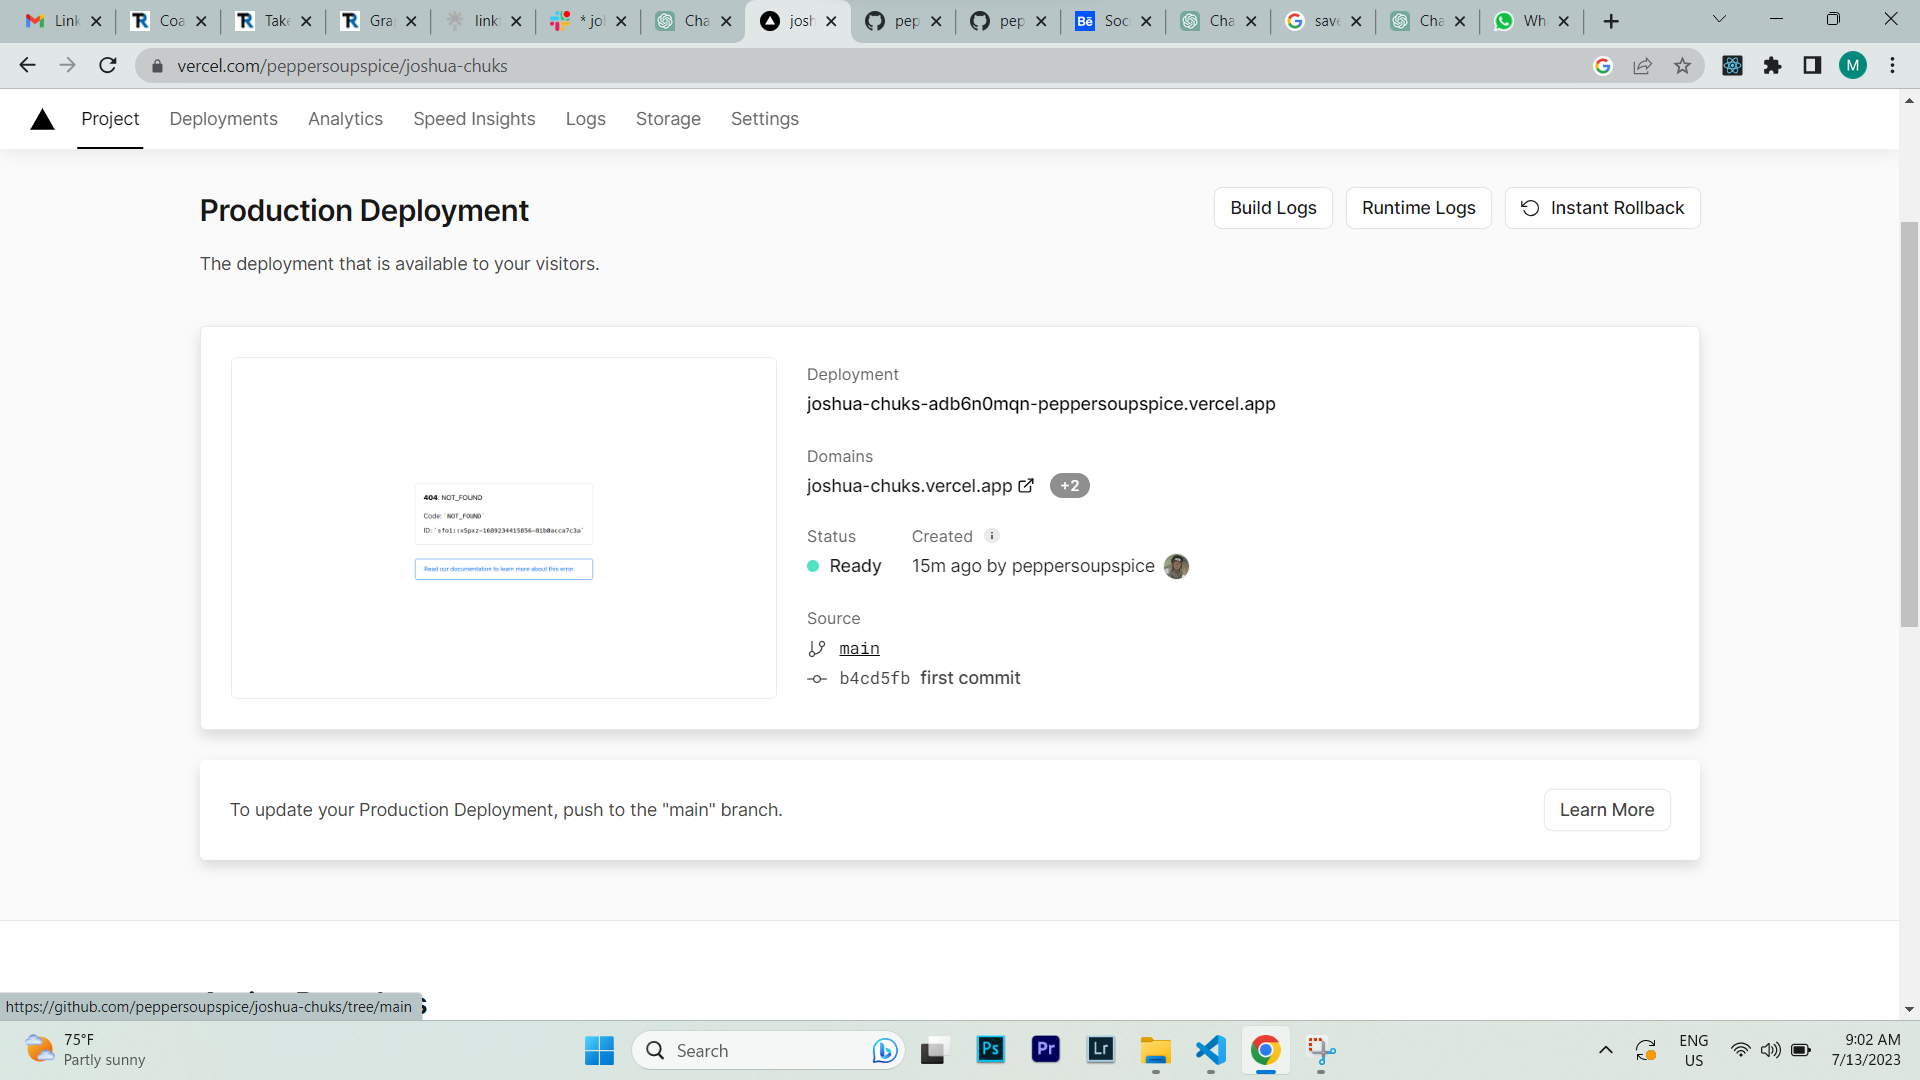 Link
Coa
Take
Gra
link
* jo
Cha
josh
pep
pep
Soc
Cha
save
Cha
Wh
vercel.com/peppersoupspice/joshua-chuks
M
Project
Deployments
Analytics
Speed Insights
Logs
Storage
Settings
Production Deployment
Build Logs
Runtime Logs
Instant Rollback
The deployment that is available to your visitors.
404: NOT_FOUND
Code: `NOT_FOUND`
ID: `sfo1::x5pxz-1689234415856-81b0acca7c3a`
Read our documentation to learn more about this error.
Deployment
joshua-chuks-adb6n0mqn-peppersoupspice.vercel.app
Domains
joshua-chuks.vercel.app
+2
Status
Created
Ready
15m ago by peppersoupspice
Source
main
b4cd5fb first commit
To update your Production Deployment, push to the "main" branch.
Learn More
https://github.com/peppersoupspice/joshua-chuks/tree/main
75°F
Partly sunny
Search
Ps
Pr
Lr
ENG
US
9:02 AM
7/13/2023